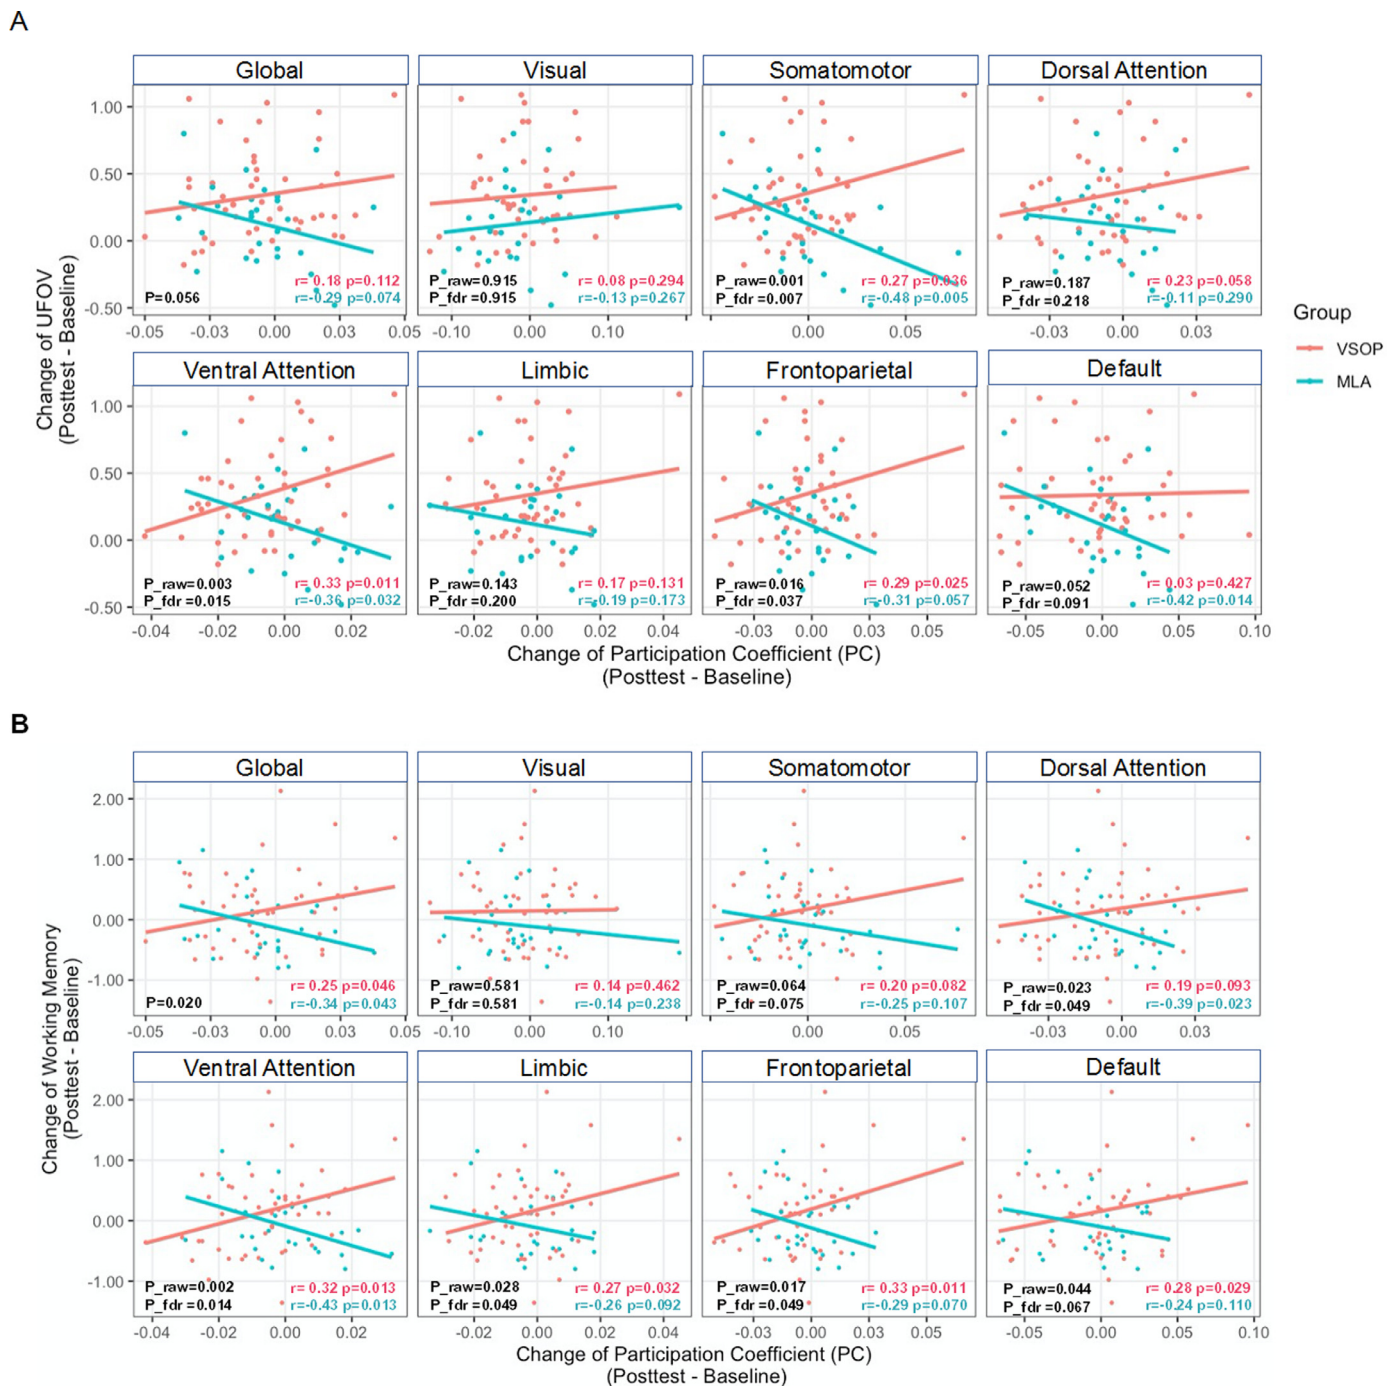 A
Global
Visual
Somatomotor
Dorsal Attention
1.00
0.50
0.00
-0.50
P=0.056
r= 0.18 p=0.112
r=-0.29 p=0.074
P_raw=0.915
P_fdr=0.915
r= 0.08 p=0.294
r=-0.13 p=0.267
P_raw=0.001
P_fdr =0.007
r= 0.27 p=0.036
r=-0.48 p=0.005
P_raw=0.187
P_fdr =0.218
r= 0.23 p=0.058
r=-0.11 p=0.290
-0.05
-0.03
0.00
0.03
0.05
-0.10
0.00
0.10
0.00
0.05
-0.03
0.00
0.03
Change of UFOV
(Posttest - Baseline)
Group
VSOP
MLA
Ventral Attention
Limbic
Frontoparietal
Default
1.00
0.50
0.00
-0.50
P_raw=0.003
P_fdr =0.015
r= 0.33 p=0.011
r=-0.36 p=0.032
P_raw=0.143
P_fdr =0.200
r= 0.17 p=0.131
r=-0.19 p=0.173
P_raw=0.016
P_fdr =0.037
r= 0.29 p=0.025
r=-0.31 p=0.057
P_raw=0.052
P_fdr =0.091
r= 0.03 p=0.427
r=-0.42 p=0.014
-0.04
-0.02
0.00
0.02
-0.02
0.00
0.02
0.04
-0.03
0.00
0.03
0.05
-0.05
0.00
0.05
0.10
Change of Participation Coefficient (PC)
(Posttest - Baseline)
B
Global
Visual
Somatomotor
Dorsal Attention
2.00
1.00
0.00
-1.00
P=0.020
r= 0.25 p=0.046
r=-0.34 p=0.043
P_raw=0.581
P_fdr=0.581
r= 0.14 p=0.462
r=-0.14 p=0.238
P_raw=0.064
P_fdr =0.075
r= 0.20 p=0.082
r=-0.25 p=0.107
P_raw=0.023
P_fdr =0.049
r= 0.19 p=0.093
r=-0.39 p=0.023
-0.05
-0.03
0.00
0.03
0.05
-0.10
0.00
0.10
0.00
0.05
-0.03
0.00
0.03
Change of Working Memory
(Posttest - Baseline)
Ventral Attention
Limbic
Frontoparietal
Default
2.00
1.00
0.00
-1.00
P_raw=0.002
P_fdr =0.014
r= 0.32 p=0.013
r=-0.43 p=0.013
P_raw=0.028
P_fdr =0.049
r= 0.27 p=0.032
r=-0.26 p=0.092
P_raw=0.017
P_fdr =0.049
r= 0.33 p=0.011
r=-0.29 p=0.070
P_raw=0.044
P_fdr =0.067
r= 0.28 p=0.029
r=-0.24 p=0.110
-0.04
-0.02
0.00
0.02
-0.02
0.00
0.02
0.04
-0.03
0.00
0.03
0.05
-0.05
0.00
0.05
0.10
Change of Participation Coefficient (PC)
(Posttest - Baseline)